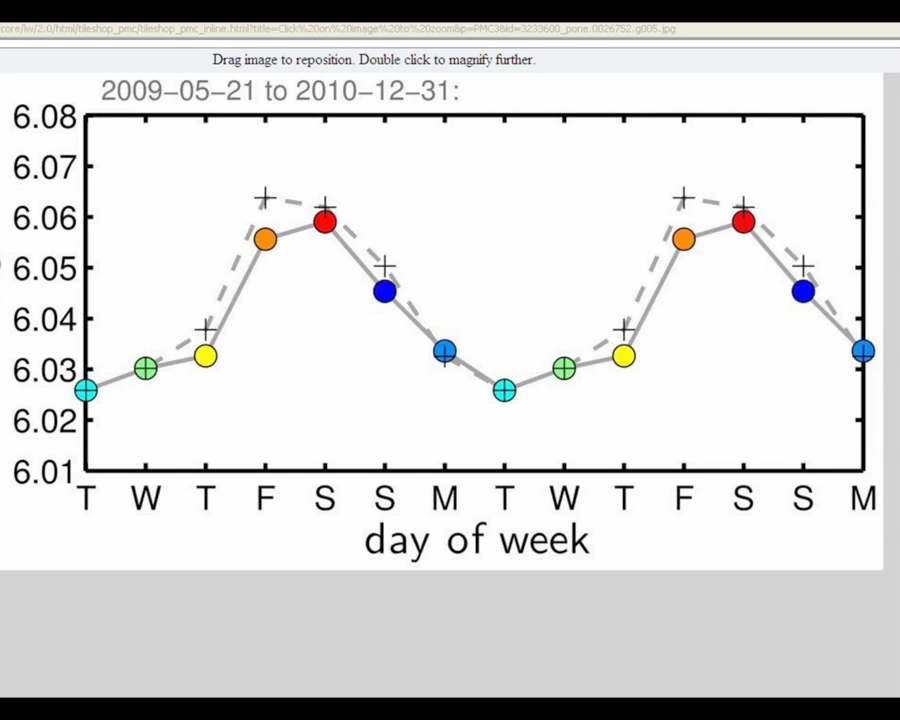 core/lw/2.0/html/tileshop_pmc/tileshop_pmc_inline.html?title=Click%20on%20image%20to%20zoom&p=PMC3&id=3233600_pone.0026752.g005.jpg
Drag image to reposition. Double click to magnify further.
2009–05–21 to 2010–12–31:
6.08
6.07
6.06
6.05
6.04
6.03
6.02
6.01
T W T F S S M T W T F S S M
day of week